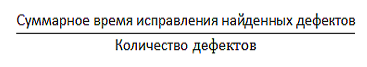 Суммарное время исправления найденных дефектов
Количество дефектов